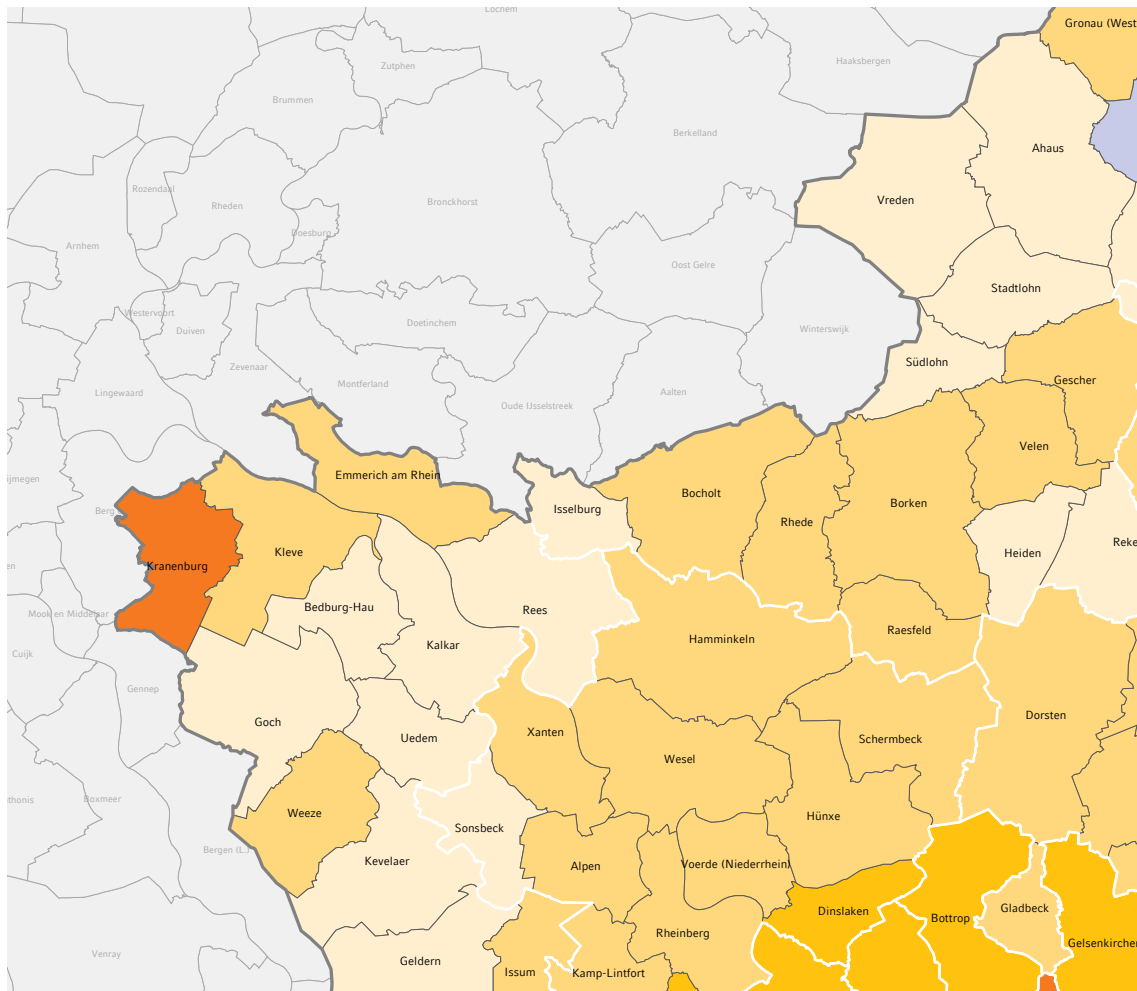 Lochem
Gronau (West
Zutphen
Haaksbergen
Brummen
Berkelland
Ahaus
Rozendaal
Rheden
Bronckhorst
Vreden
Doesburg
Arnhem
Oost Gelre
Stadtlohn
Westervoort
Duiven
Doetinchem
Winterswijk
Zevenaar
Südlohn
Montferland
Gescher
Lingewaard
Aalten
Oude IJsselstreek
Velen
Emmerich am Rhein
ijmegen
Bocholt
Borken
Berg
Isselburg
Rhede
Kleve
Heiden
Reke
en
Kranenburg
Bedburg-Hau
Rees
Mook en Middelaar
Raesfeld
Hamminkeln
Kalkar
Cuijk
Gennep
Goch
Dorsten
Xanten
Uedem
Schermbeck
Wesel
thonis
Boxmeer
Weeze
Hünxe
Sonsbeck
Bergen (L.)
Kevelaer
Alpen
Voerde (Niederrhein)
Gladbeck
Dinslaken
Bottrop
Rheinberg
Gelsenkirchen
Venray
Geldern
Issum
Kamp-Lintfort